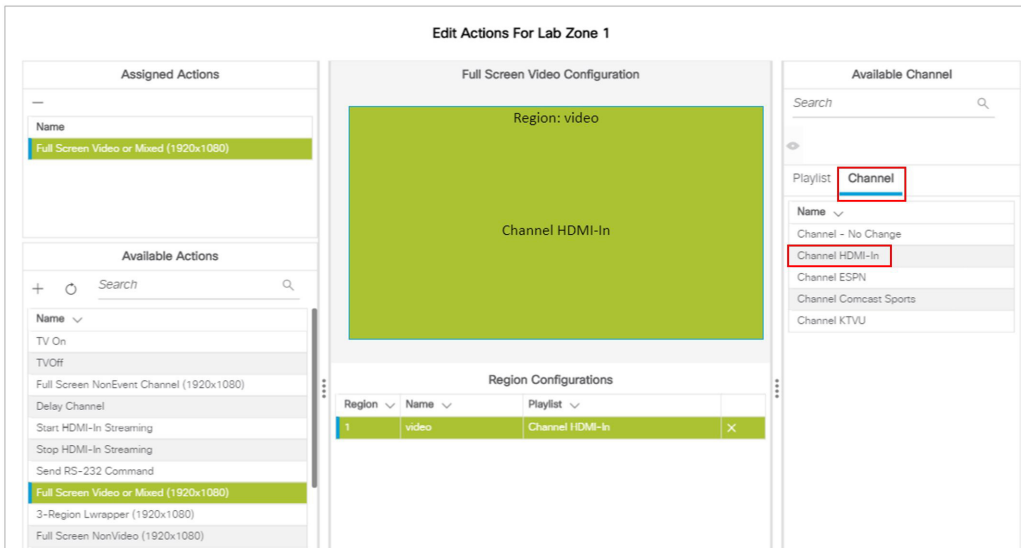 Edit Actions For Lab Zone 1
Assigned Actions
Name
Full Screen Video or Mixed (1920x1080)
Available Actions
Search
Name
TV On
TVOff
Full Screen NonEvent Channel (1920x1080)
Delay Channel
Start HDMI-In Streaming
Stop HDMI-In Streaming
Send RS-232 Command
Full Screen Video or Mixed (1920x1080)
3-Region Lwrapper (1920x1080)
Full Screen NonVideo (1920x1080)
Full Screen Video Configuration
Region: video
Channel HDMI-In
Region Configurations
Region Name Playlist
1 video Channel HDMI-In
Available Channel
Search
Playlist Channel
Name
Channel - No Change
Channel HDMI-In
Channel ESPN
Channel Comcast Sports
Channel KTVU